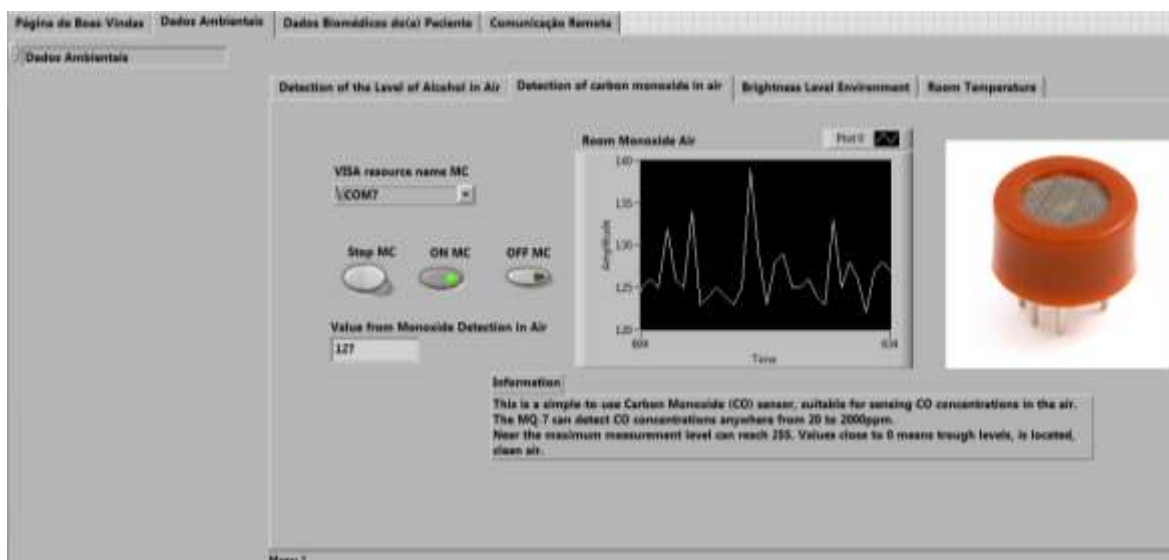 Página de Boas Vindas
Dados Ambientais
Dados Biomédicos do(a) Paciente
Comunicação Remota
Dados Ambientais
Detection of the Level of Alcohol in Air
Detection of carbon monoxide in air
Brightness Level Environment
Room Temperature
Room Monoxide Air
Plot 0
VISA resource name MC
COM7
Stop MC
ON MC
OFF MC
Value from Monoxide Detection in Air
127
Amplitude
140
135
130
125
120
Time
Information
This is a simple to use Carbon Monoxide (CO) sensor, suitable for sensing CO concentrations in the air.
The MQ 7 can detect CO concentrations anywhere from 20 to 2000ppm.
Near the maximum measurement level can reach 255. Values close to 0 means trough levels, is located,
clean air.